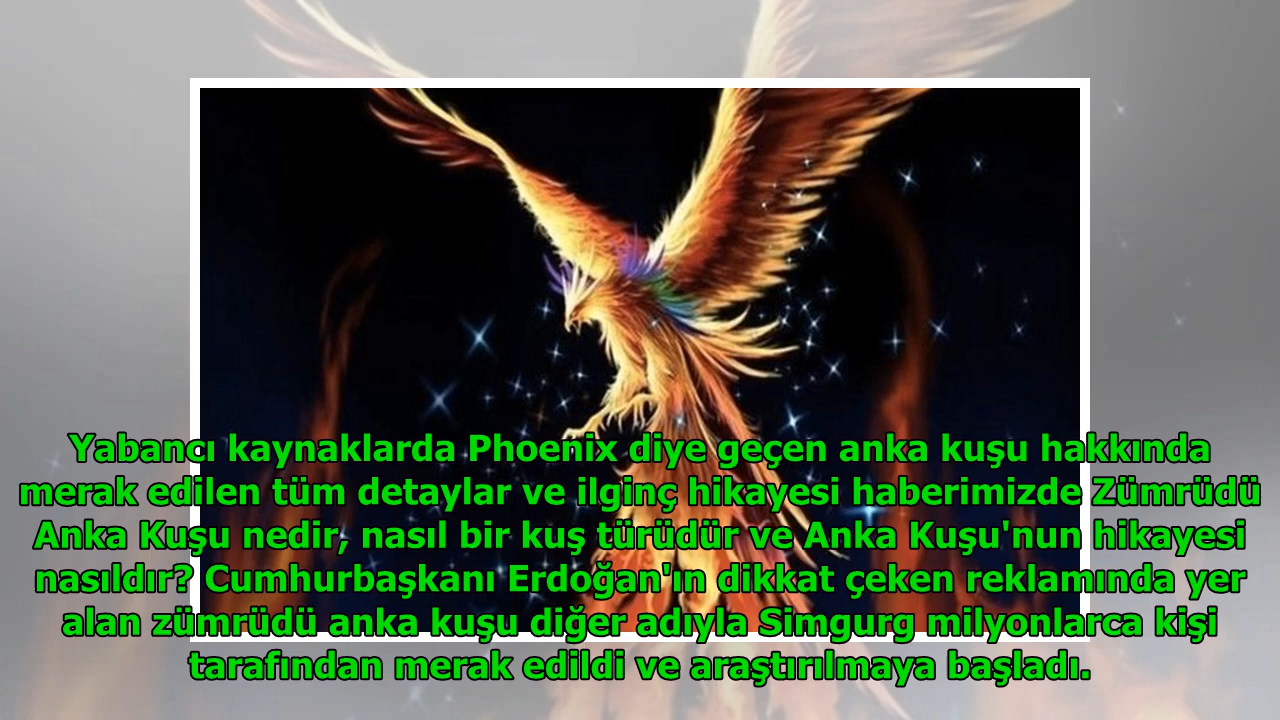 Yabancı kaynaklarda Phoenix diye geçen anka kuşu hakkında
merak edilen tüm detaylar ve ilginç hikayesi haberimizde Zümrüdü
Anka Kuşu nedir, nasıl bir kuş türüdür ve Anka Kuşu'nun hikayesi
nasıldır? Cumhurbaşkanı Erdoğan'ın dikkat çeken reklamında yer
alan zümrüdü anka kuşu diğer adıyla Simgurg milyonlarca kişi
tarafından merak edildi ve araştırılmaya başladı.